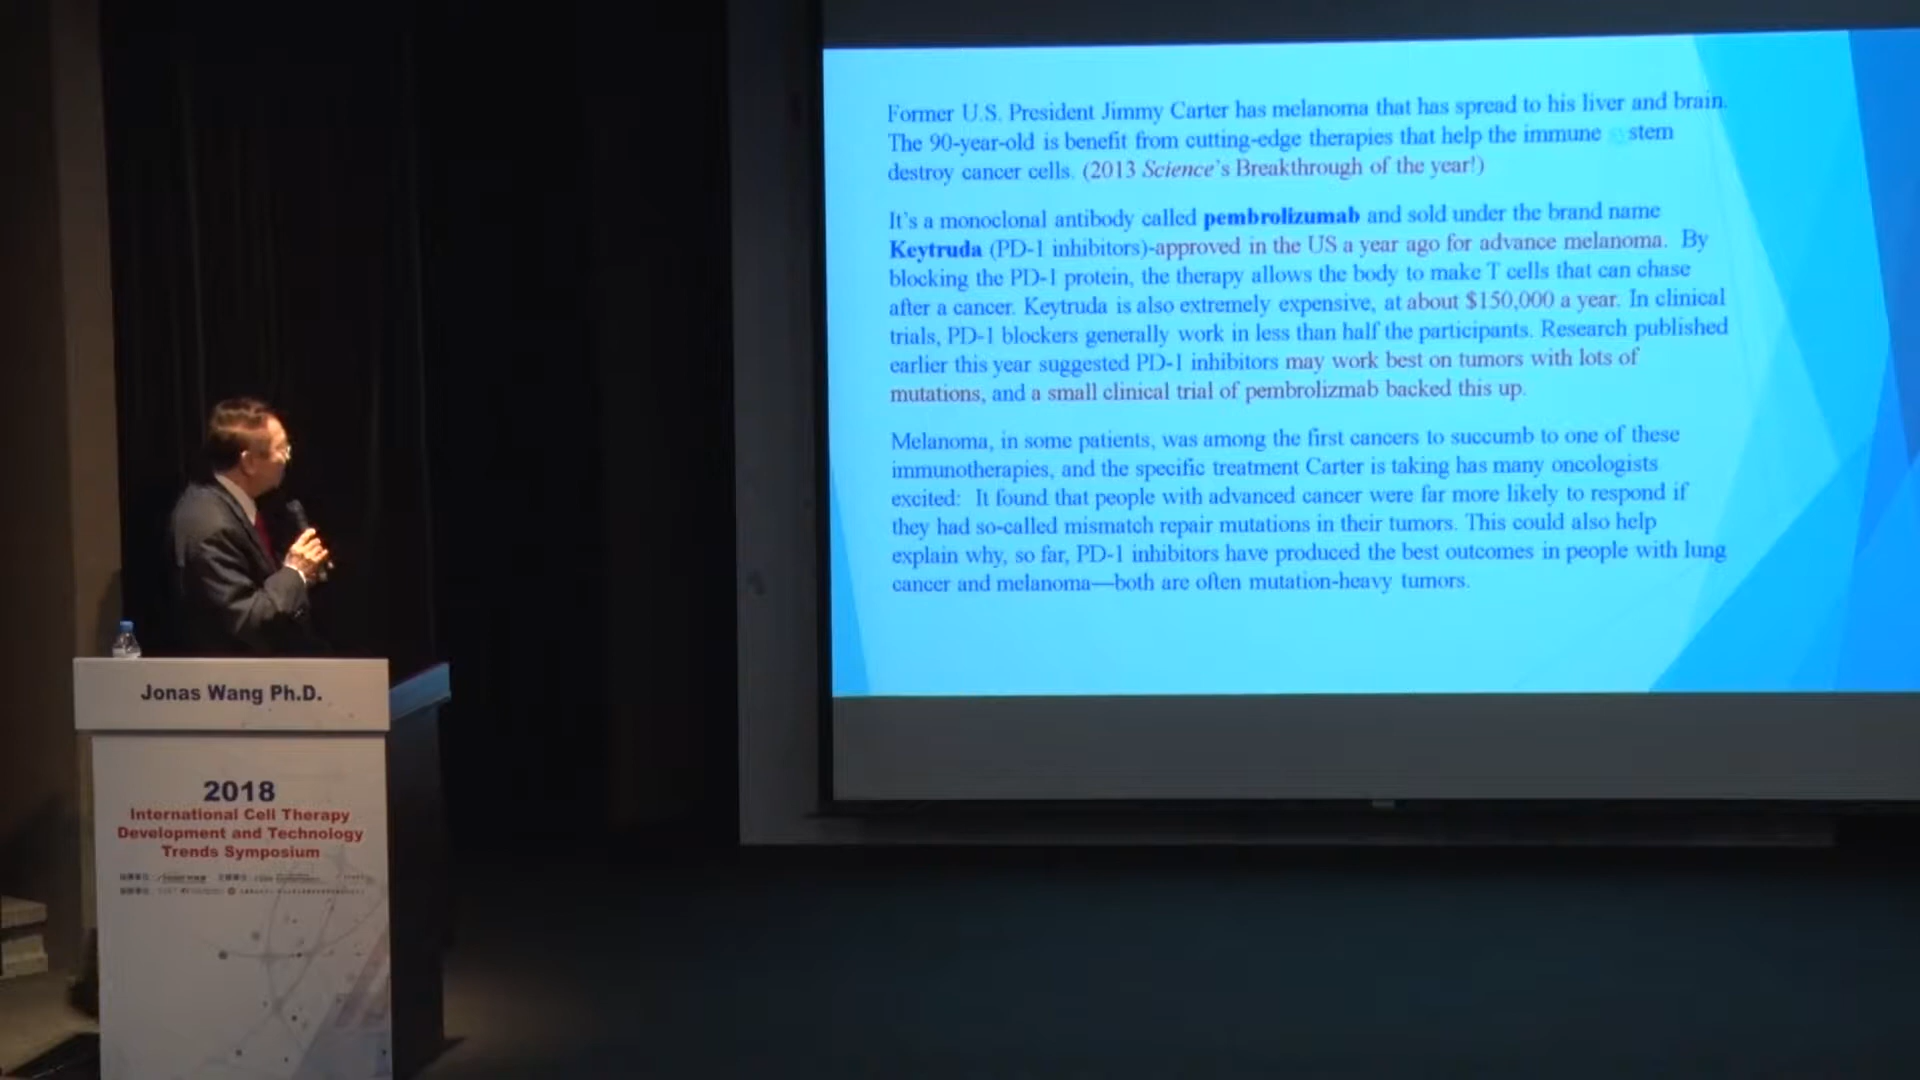 Former U.S. President Jimmy Carter has melanoma that has spread to his liver and brain.
The 90-year-old is benefit from cutting-edge therapies that help the immune stem
destroy cancer cells. (2013 Science's Breakthrough of the year!)
It's a monoclonal antibody called pembrolizumab and sold under the brand name
Keytruda (PD-1 inhibitors)-approved in the US a year ago for advance melanoma. By
blocking the PD-1 protein, the therapy allows the body to make T cells that can chase
after a cancer. Keytruda is also extremely expensive, at about $150,000 a year. In clinical
trials, PD-1 blockers generally work in less than half the participants. Research published
earlier this year suggested PD-1 inhibitors may work best on tumors with lots of
mutations, and a small clinical trial of pembrolizmab backed this up.
Melanoma, in some patients, was among the first cancers to succumb to one of these
immunotherapies, and the specific treatment Carter is taking has many oncologists
excited: It found that people with advanced cancer were far more likely to respond if
they had so-called mismatch repair mutations in their tumors. This could also help
explain why, so far, PD-1 inhibitors have produced the best outcomes in people with lung
cancer and melanoma—both are often mutation-heavy tumors.
Jonas Wang Ph.D.
2018
International Cell Therapy
Development and Technology
Trends Symposium